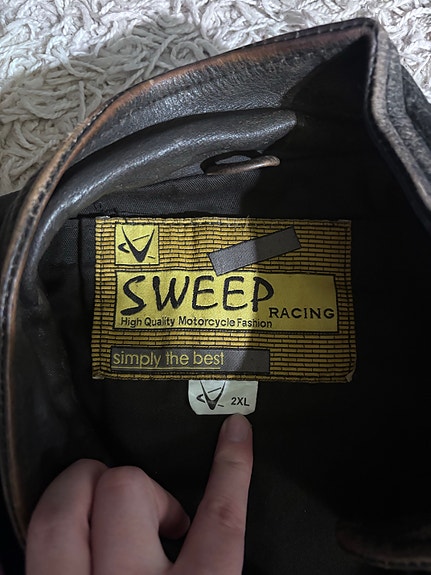 SWEEP RACING
High Quality Motorcycle Fashion
simply the best
2XL